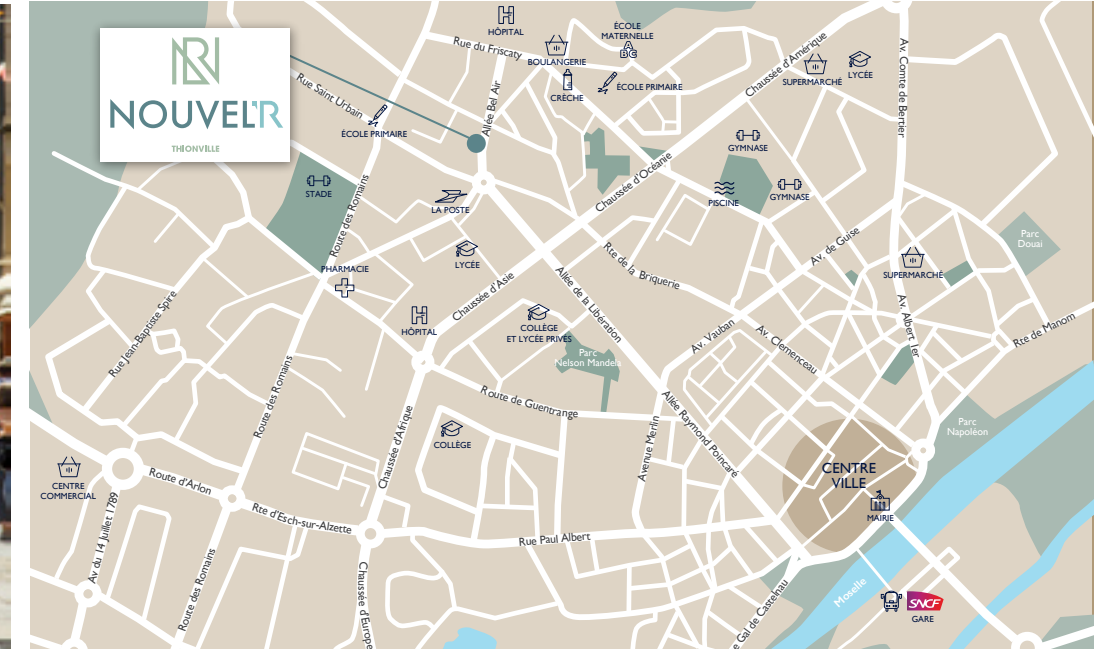 NOUVEL'R
THIONVILLE
HÔPITAL
Rue du Friscaty
BOULANGERIE
ÉCOLE
MATERNELLE
ABC
CRÈCHE
ÉCOLE PRIMAIRE
Chaussée d'Amérique
SUPERMARCHÉ
LYCÉE
Av. Comte de Bertier
Rue Saint Urbain
ÉCOLE PRIMAIRE
Allée Bel Air
GYMNASE
STADE
Route des Romains
LA POSTE
Chaussée d'Océanie
PISCINE
GYMNASE
Parc
Douai
LYCÉE
Rte de la Briquerie
Av. de Guise
SUPERMARCHÉ
PHARMACIE
Chaussée d'Asie
Allée de la Libération
Rue Jean-Baptiste Spire
HÔPITAL
COLLÈGE
ET LYCÉE PRIVÉS
Av. Vauban
Av. Clemenceau
Av. Albert 1er
Rte de Manom
Parc
Nelson Mandela
Route des Romains
Route de Guentrange
Allée Raymond Poincaré
Parc
Napoléon
COLLÈGE
Chaussée d'Afrique
Avenue Merlin
CENTRE
VILLE
CENTRE
COMMERCIAL
Route d'Arlon
MAIRIE
Av du 14 Juillet 1789
Rte d'Esch-sur-Alzette
Rue Paul Albert
Route des Romains
Chaussée d'Europe
Gal de Castelnau
Moselle
SNCF
GARE